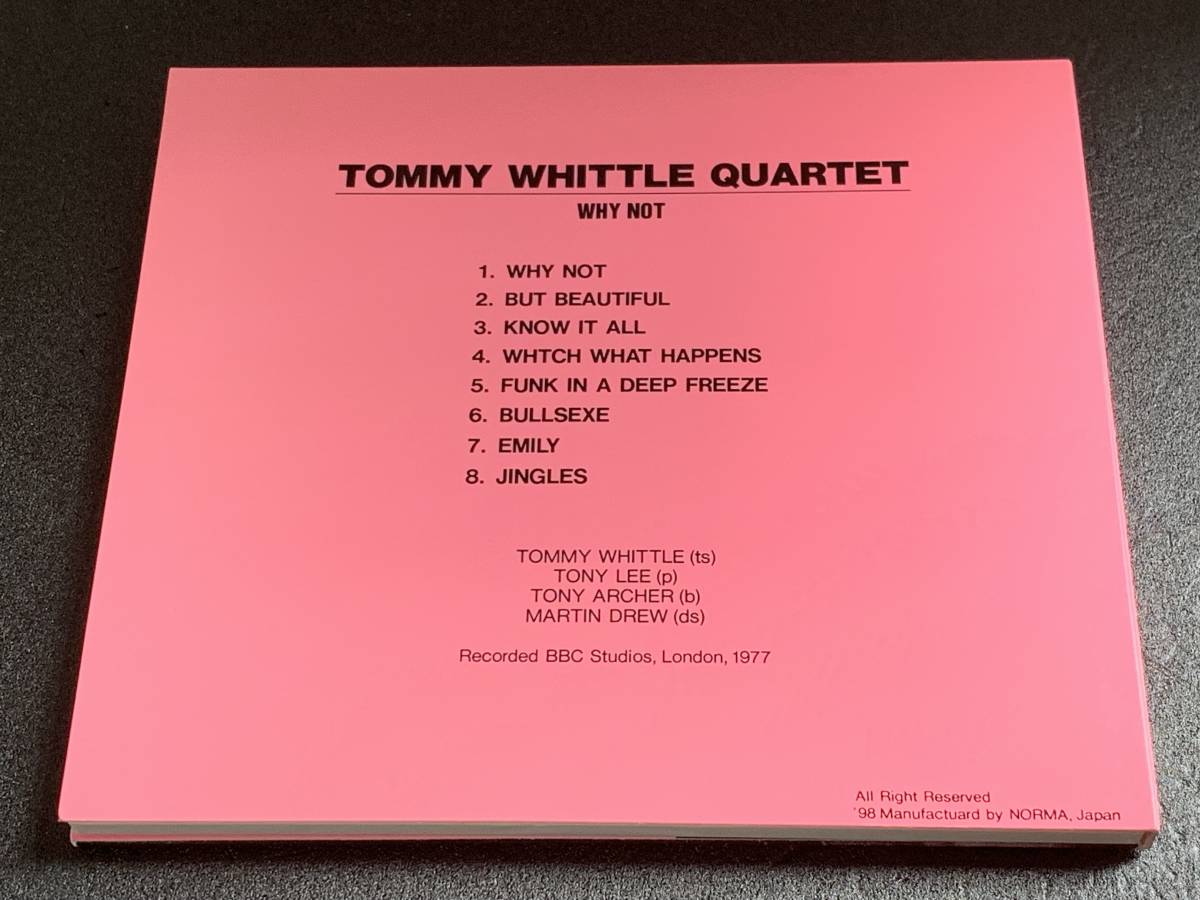 TOMMY WHITTLE QUARTET
WHY NOT
1. WHY NOT
2. BUT BEAUTIFUL
3. KNOW IT ALL
4. WHTCH WHAT HAPPENS
5. FUNK IN A DEEP FREEZE
6. BULLSEXE
7. EMILY
8. JINGLES
TOMMY WHITTLE (ts)
TONY LEE (p)
TONY ARCHER (b)
MARTIN DREW (ds)
Recorded BBC Studios, London, 1977
All Right Reserved
'98 Manufactuard by NORMA, Japan